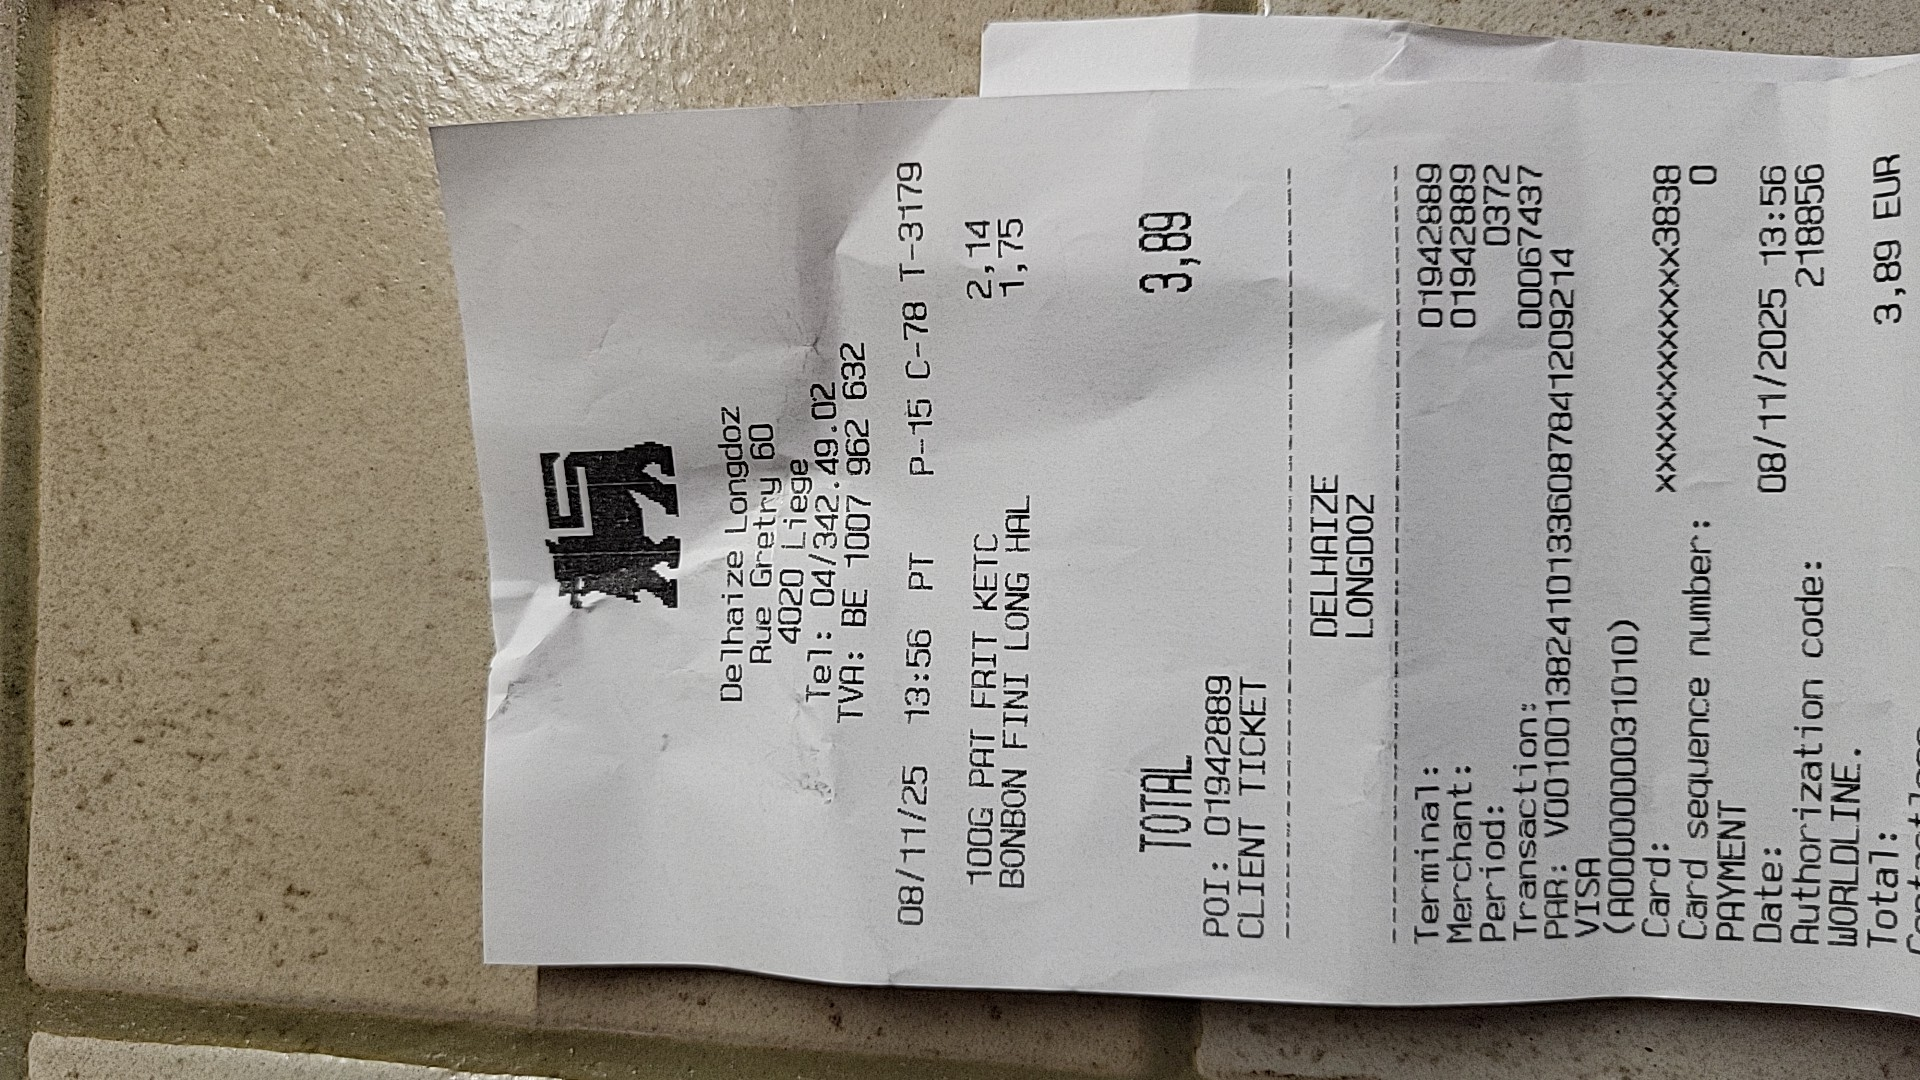 Delhaize Longdoz
Rue Gretry 60
4020 Liege
Tel: 04/342.49.02
TVA: BE 1007 962 632
08/11/25 13:56 PT P-15 C-78 T-3179
100G PAT FRIT KETC 2,14
BONBON FINI LONG HAL 1,75
TOTAL 3,89
POI: 01942889
CLIENT TICKET
DELHAIZE
LONGDOZ
Terminal: 01942889
Merchant: 01942889
Period: 0372
Transaction: 00067437
PAR: V0010013824101336087841209214
VISA
(A0000000031010)
Card: xxxxxxxxxxxxxxx3838
Card sequence number: 0
PAYMENT
Date: 08/11/2025 13:56
Authorization code: 218856
WORLDLINE.
Total: 3,89 EUR